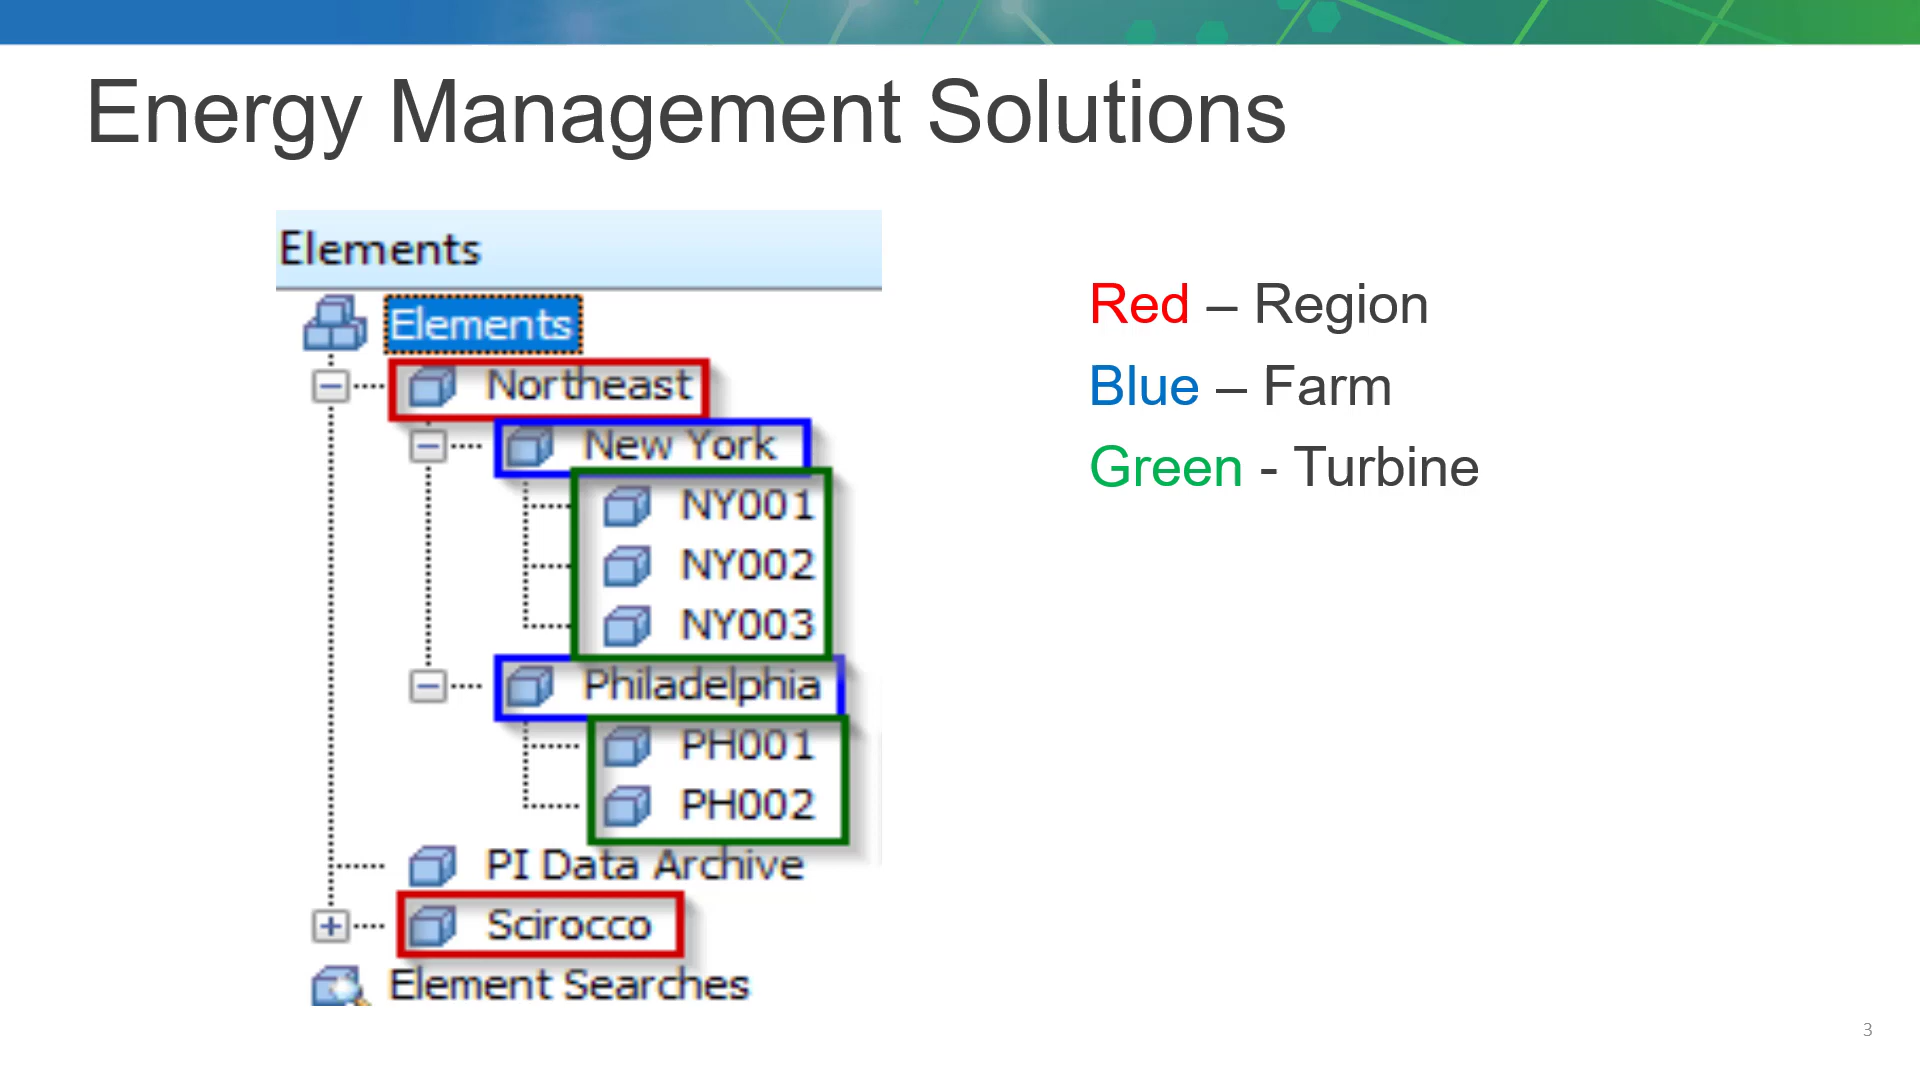 Energy Management Solutions
Elements
Elements
Northeast
New York
NY001
NY002
NY003
Philadelphia
PH001
PH002
PI Data Archive
Scirocco
Element Searches
Red – Region
Blue – Farm
Green - Turbine
3